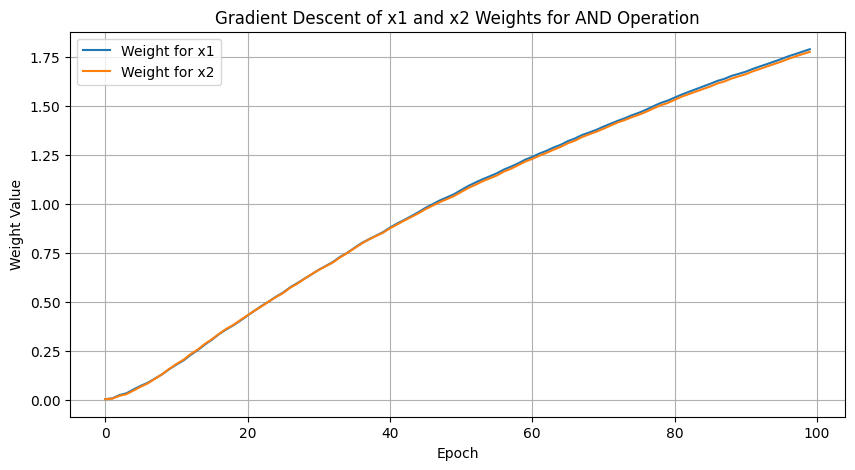 Gradient Descent of x1 and x2 Weights for AND Operation
Weight for x1
Weight for x2
1.75
1.50
1.25
1.00
0.75
0.50
0.25
0.00
Weight Value
0 20 40 60 80 100
Epoch